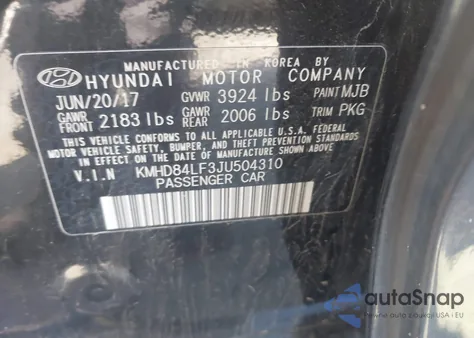 MANUFACTURED IN KOREA BY
HYUNDAI MOTOR COMPANY
JUN/20/17 GVWR 3924 lbs PAINT MJB
GAWR FRONT 2183 lbs GAWR REAR 2006 lbs TRIM PKG
THIS VEHICLE CONFORMS TO ALL APPLICABLE U.S.A. FEDERAL
MOTOR VEHICLE SAFETY, BUMPER, AND THEFT PREVENTION
STANDARDS IN EFFECT ON THE DATE OF MANUFACTURE SHOWN ABOVE.
V.I.N KMHD84LF3JU504310
PASSENGER CAR
autoSnap